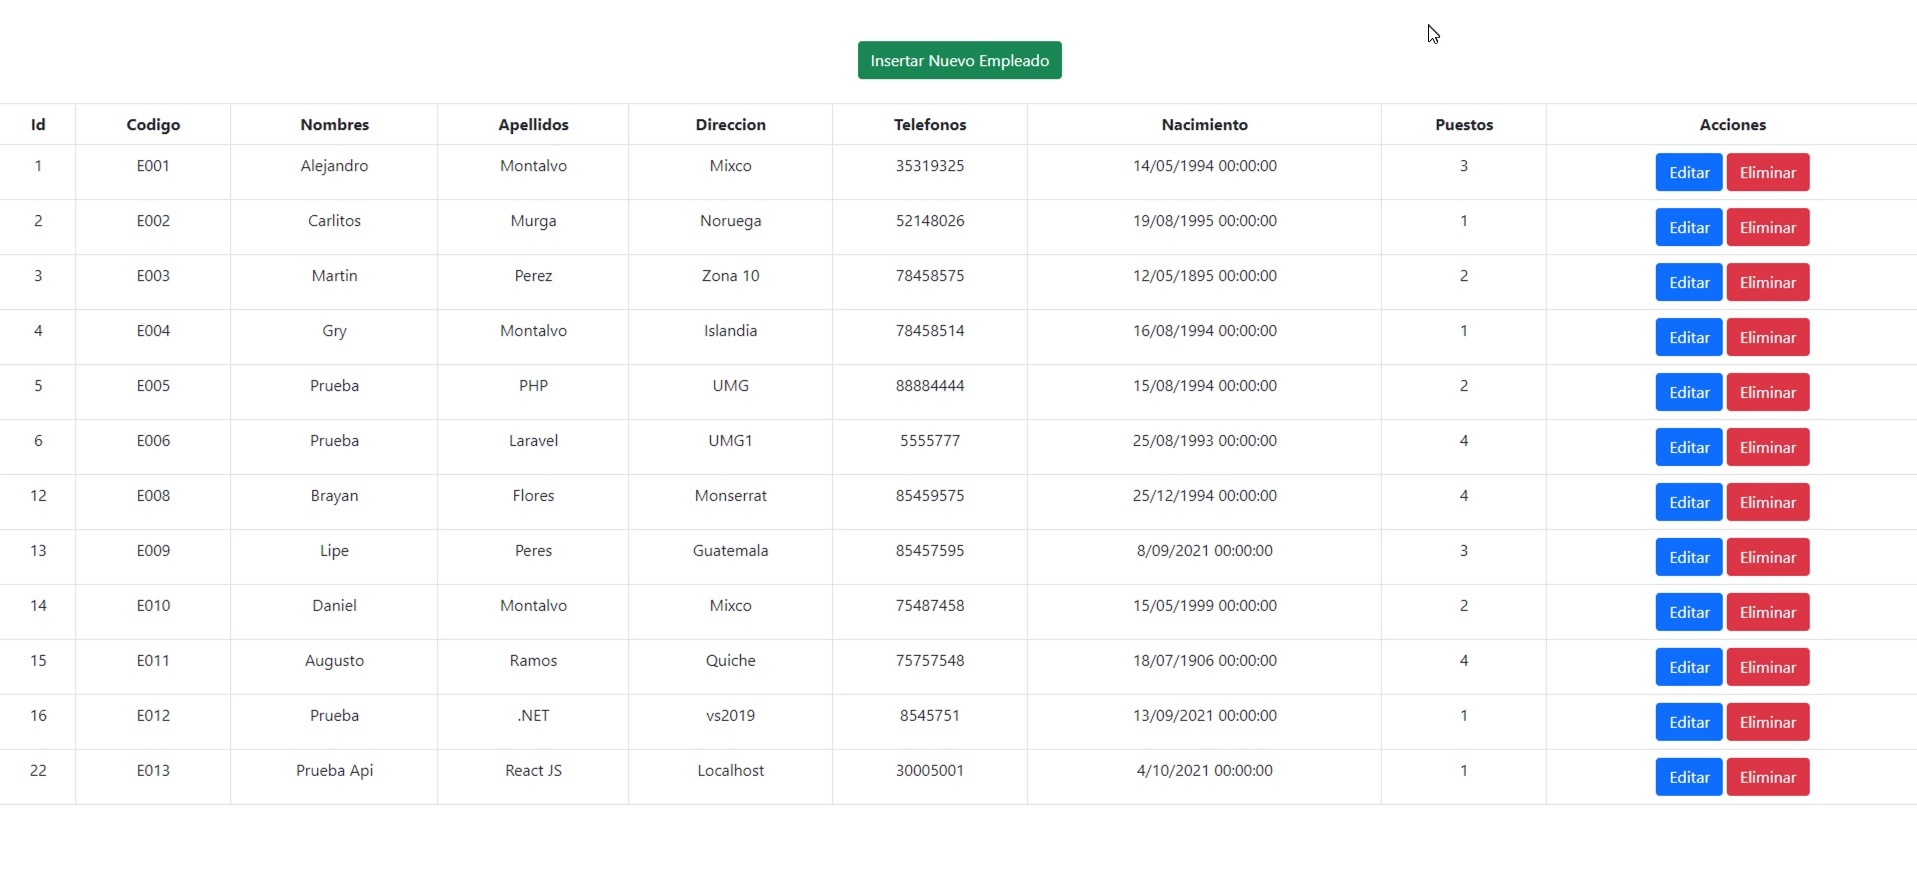 Insertar Nuevo Empleado
Id Codigo Nombres Apellidos Direccion Telefonos Nacimiento Puestos Acciones
1 E001 Alejandro Montalvo Mixco 35319325 14/05/1994 00:00:00 3 Editar Eliminar
2 E002 Carlitos Murga Noruega 52148026 19/08/1995 00:00:00 1 Editar Eliminar
3 E003 Martin Perez Zona 10 78458575 12/05/1895 00:00:00 2 Editar Eliminar
4 E004 Gry Montalvo Islandia 78458514 16/08/1994 00:00:00 1 Editar Eliminar
5 E005 Prueba PHP UMG 88884444 15/08/1994 00:00:00 2 Editar Eliminar
6 E006 Prueba Laravel UMG1 5555777 25/08/1993 00:00:00 4 Editar Eliminar
12 E008 Brayan Flores Monserrat 85459575 25/12/1994 00:00:00 4 Editar Eliminar
13 E009 Lipe Peres Guatemala 85457595 8/09/2021 00:00:00 3 Editar Eliminar
14 E010 Daniel Montalvo Mixco 75487458 15/05/1999 00:00:00 2 Editar Eliminar
15 E011 Augusto Ramos Quiche 75757548 18/07/1906 00:00:00 4 Editar Eliminar
16 E012 Prueba .NET vs2019 8545751 13/09/2021 00:00:00 1 Editar Eliminar
22 E013 Prueba Api React JS Localhost 30005001 4/10/2021 00:00:00 1 Editar Eliminar